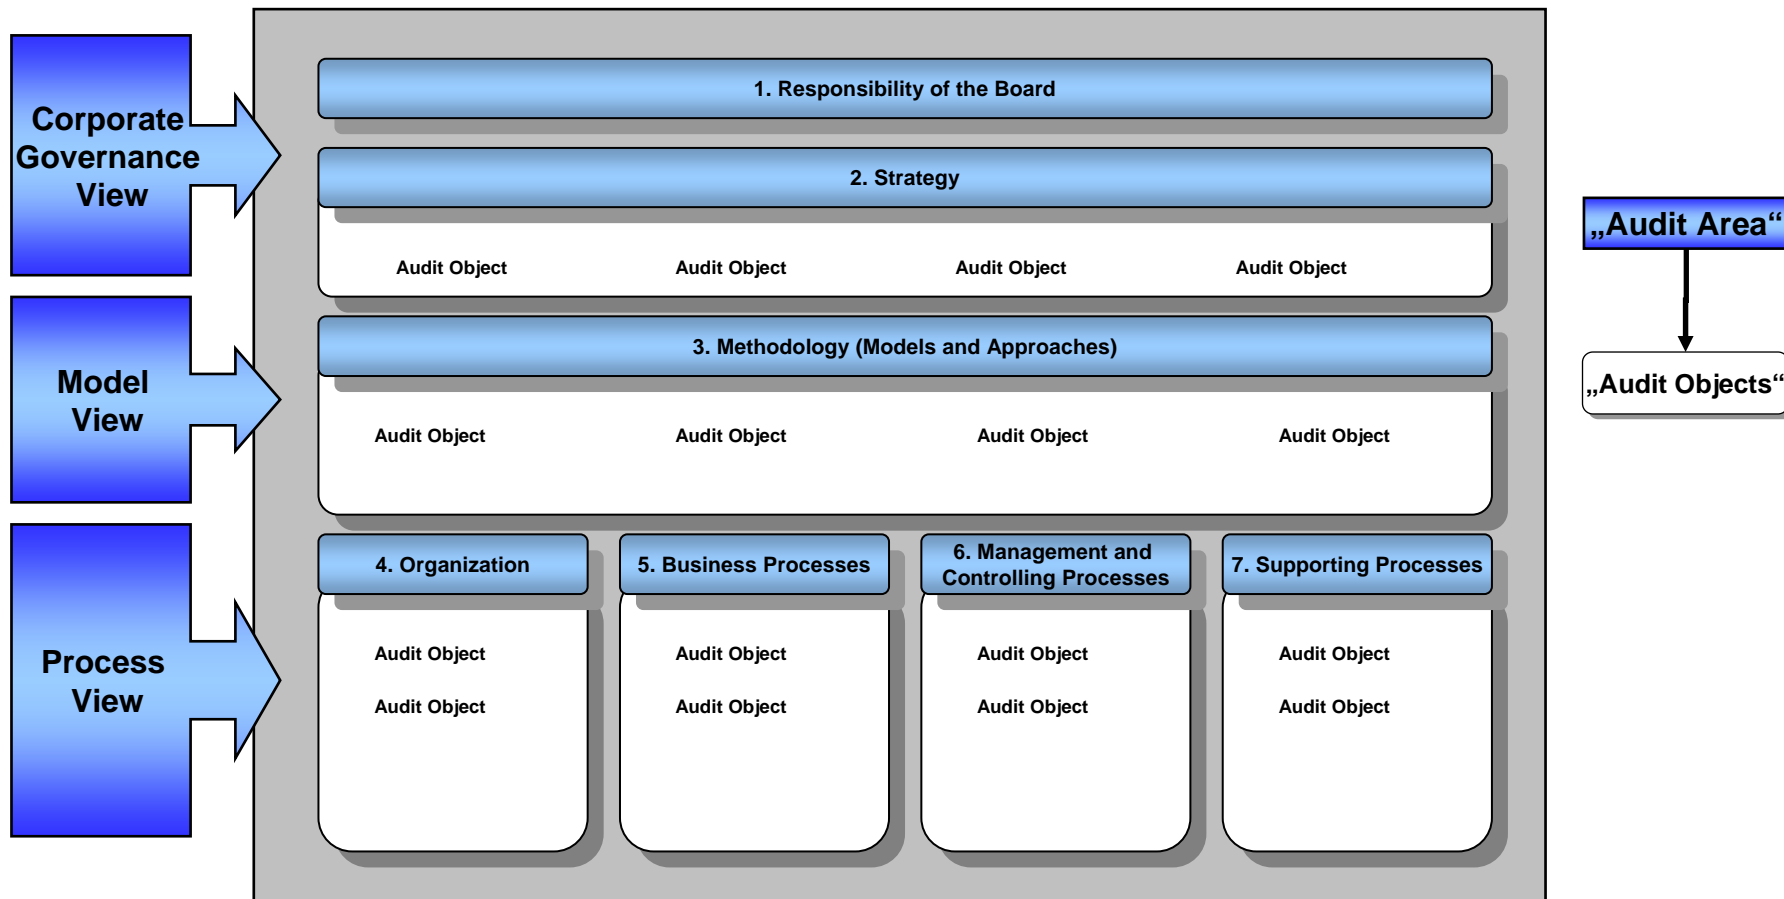 Corporate
Governance
View
1. Responsibility of the Board
2. Strategy
Audit Object
Audit Object
Audit Object
Audit Object
Model
View
3. Methodology (Models and Approaches)
Audit Object
Audit Object
Audit Object
Audit Object
Process
View
4. Organization
Audit Object
Audit Object
5. Business Processes
Audit Object
Audit Object
6. Management and
Controlling Processes
Audit Object
Audit Object
7. Supporting Processes
Audit Object
Audit Object
„Audit Area“
„Audit Objects“